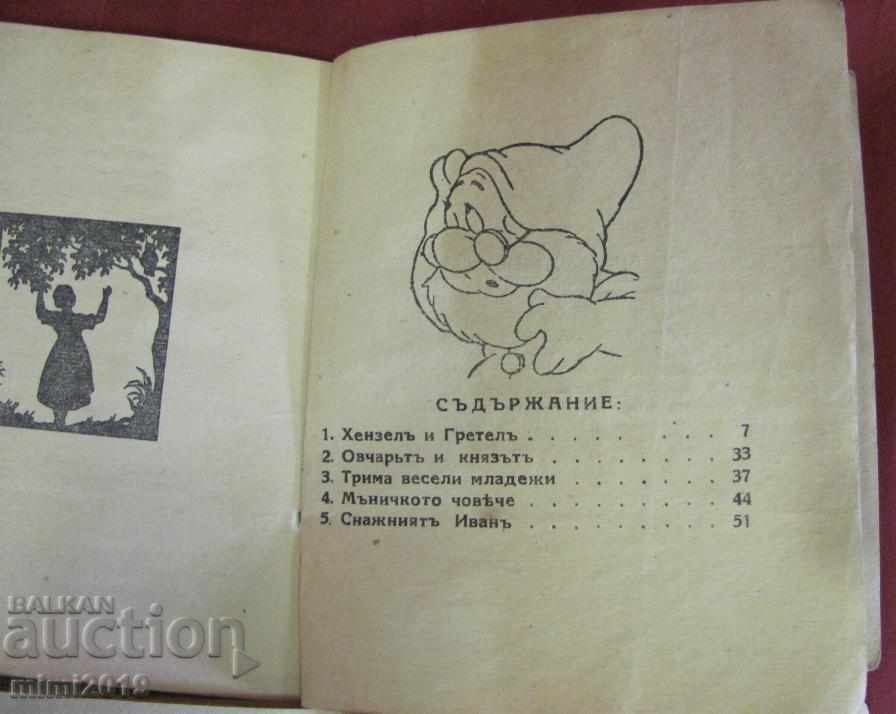 СЪДЪРЖАНИЕ:
1. Хензелъ и Гретелъ . . . . . . . . . 7
2. Овчарьтъ и князътъ . . . . . . . . 33
3. Трима весели младежи . . . . . . . 37
4. Мъничкото човѣче . . . . . . . . . 44
5. Снажниятъ Иванъ . . . . . . . . . 51
BALKAN
auction
mimi2019